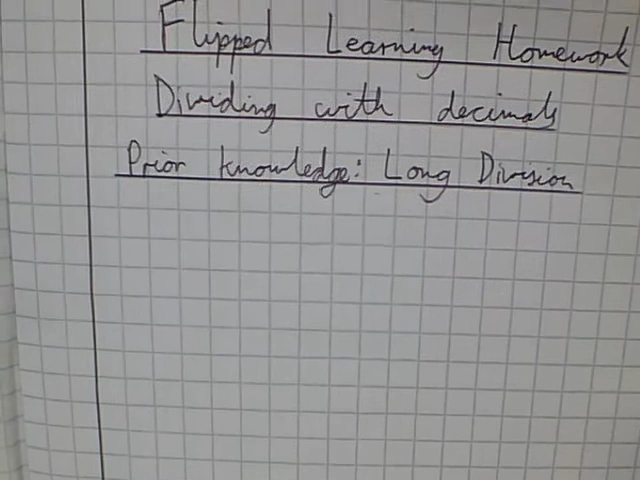 Flipped Learning Homework
Dividing with decimals
Prior knowledge: Long Division